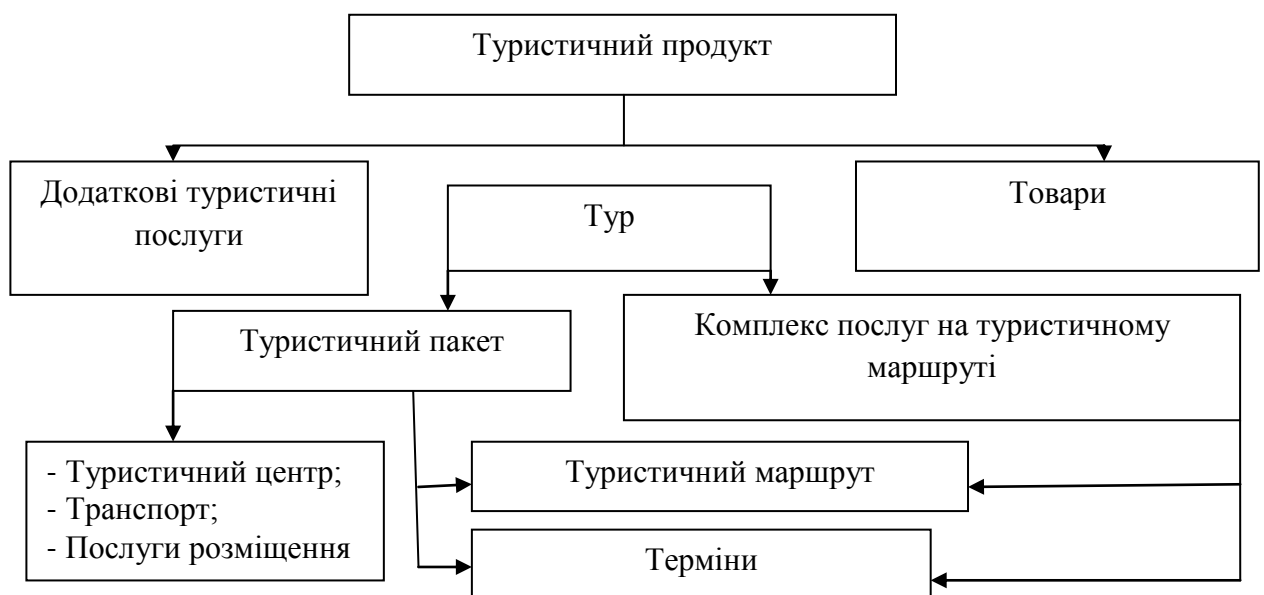 Туристичний продукт
Додаткові туристичні
послуги
Тур
Товари
Туристичний пакет
Комплекс послуг на туристичному
маршруті
- Туристичний центр;
- Транспорт;
- Послуги розміщення
Туристичний маршрут
Терміни